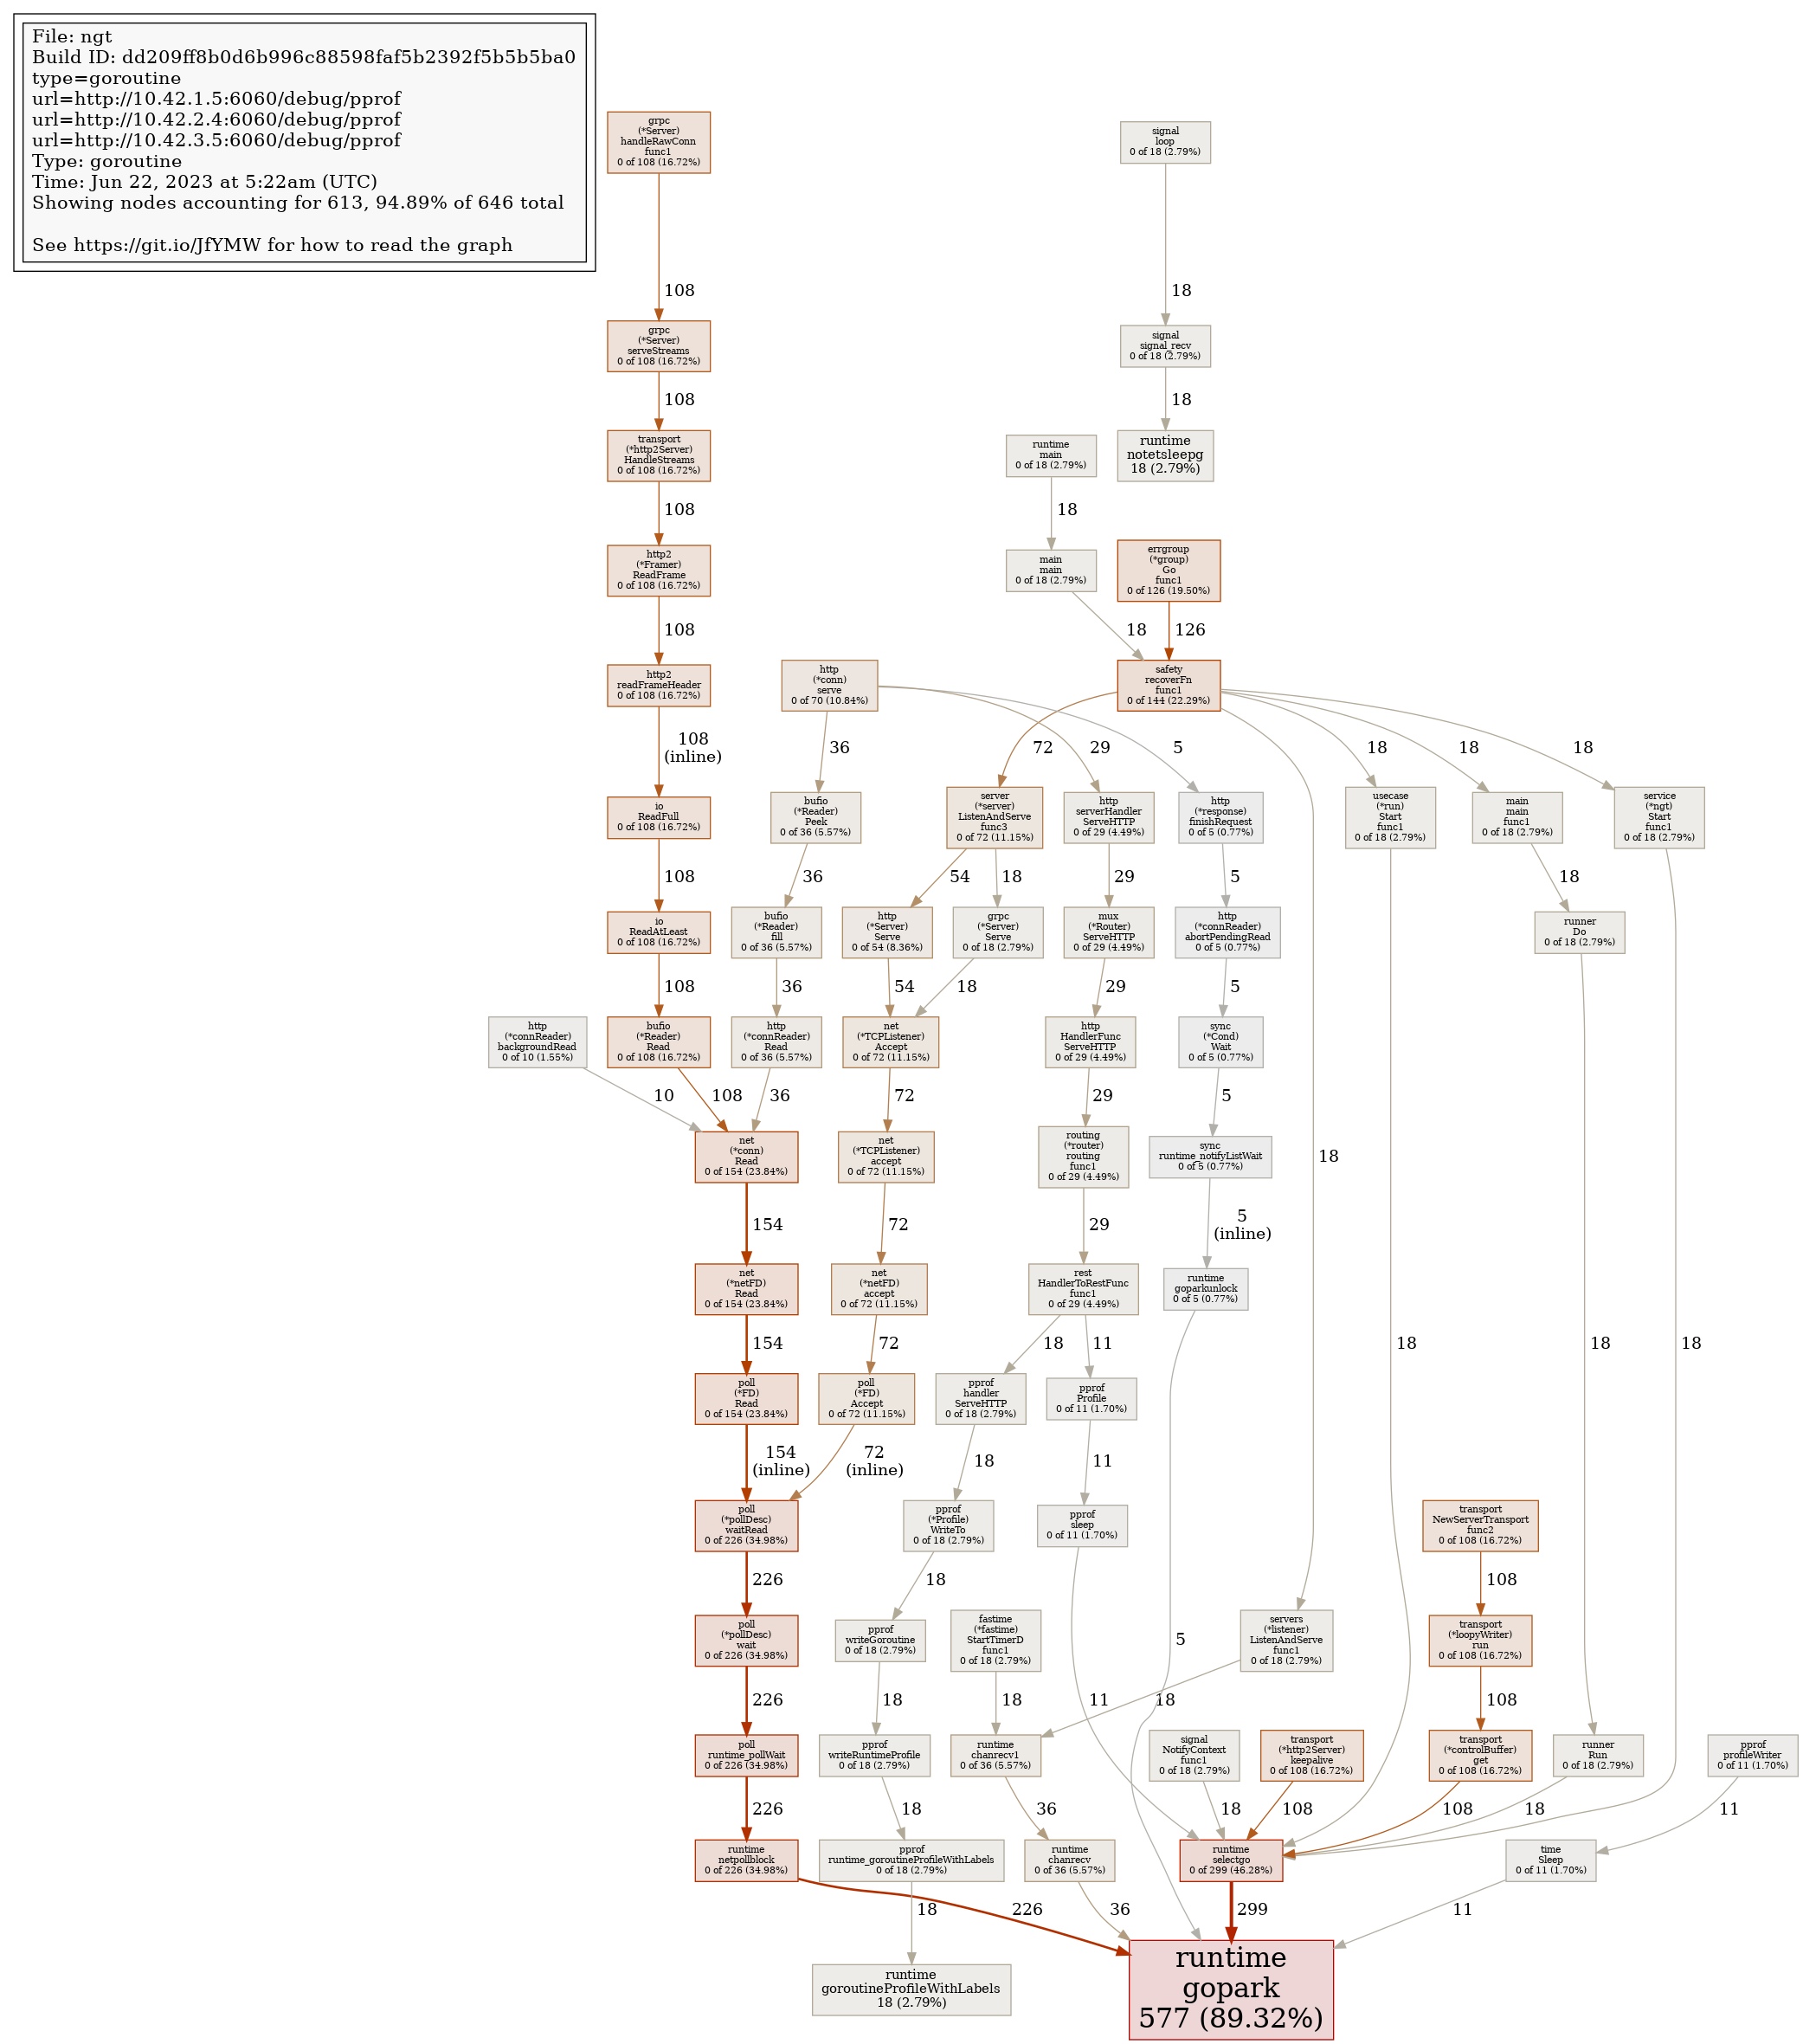 File: ngt
Build ID: dd209ff8b0d6b996c88598faf5b2392f5b5b5ba0
type=goroutine
url=http://10.42.1.5:6060/debug/pprof
url=http://10.42.2.4:6060/debug/pprof
url=http://10.42.3.5:6060/debug/pprof
Type: goroutine
Time: Jun 22, 2023 at 5:22am (UTC)
Showing nodes accounting for 613, 94.89% of 646 total
See https://git.io/JfYMW for how to read the graph
grpc
(*Server)
handleRawConn
func1
0 of 108 (16.72%)
signal
loop
0 of 18 (2.79%)
108
18
grpc
(*Server)
serveStreams
0 of 108 (16.72%)
signal
signal_recv
0 of 18 (2.79%)
108
18
transport
(*http2Server)
HandleStreams
0 of 108 (16.72%)
runtime
main
0 of 18 (2.79%)
runtime
notetsleepg
18 (2.79%)
108
18
http2
(*Framer)
ReadFrame
0 of 108 (16.72%)
main
main
0 of 18 (2.79%)
errgroup
(*group)
Go
func1
0 of 126 (19.50%)
108
18
126
http2
readFrameHeader
0 of 108 (16.72%)
http
(*conn)
serve
0 of 70 (10.84%)
safety
recoverFn
func1
0 of 144 (22.29%)
108
(inline)
36
72
29
5
18
18
18
io
ReadFull
0 of 108 (16.72%)
bufio
(*Reader)
Peek
0 of 36 (5.57%)
server
(*server)
ListenAndServe
func3
0 of 72 (11.15%)
http
serverHandler
ServeHTTP
0 of 29 (4.49%)
http
(*response)
finishRequest
0 of 5 (0.77%)
usecase
(*run)
Start
func1
0 of 18 (2.79%)
main
main
func1
0 of 18 (2.79%)
service
(*ngt)
Start
func1
0 of 18 (2.79%)
108
36
54
18
29
5
18
io
ReadAtLeast
0 of 108 (16.72%)
bufio
(*Reader)
fill
0 of 36 (5.57%)
http
(*Server)
Serve
0 of 54 (8.36%)
grpc
(*Server)
Serve
0 of 18 (2.79%)
mux
(*Router)
ServeHTTP
0 of 29 (4.49%)
http
(*connReader)
abortPendingRead
0 of 5 (0.77%)
runner
Do
0 of 18 (2.79%)
108
36
54
18
29
5
http
(*connReader)
backgroundRead
0 of 10 (1.55%)
bufio
(*Reader)
Read
0 of 108 (16.72%)
http
(*connReader)
Read
0 of 36 (5.57%)
net
(*TCPListener)
Accept
0 of 72 (11.15%)
http
HandlerFunc
ServeHTTP
0 of 29 (4.49%)
sync
(*Cond)
Wait
0 of 5 (0.77%)
10
108
36
72
29
5
net
(*conn)
Read
0 of 154 (23.84%)
net
(*TCPListener)
accept
0 of 72 (11.15%)
routing
(*router)
routing
func1
0 of 29 (4.49%)
sync
runtime_notifyListWait
0 of 5 (0.77%)
18
154
72
29
5
(inline)
net
(*netFD)
Read
0 of 154 (23.84%)
net
(*netFD)
accept
0 of 72 (11.15%)
rest
HandlerToRestFunc
func1
0 of 29 (4.49%)
runtime
goparkunlock
0 of 5 (0.77%)
154
72
18
11
18
18
18
poll
(*FD)
Read
0 of 154 (23.84%)
poll
(*FD)
Accept
0 of 72 (11.15%)
pprof
handler
ServeHTTP
0 of 18 (2.79%)
pprof
Profile
0 of 11 (1.70%)
154
(inline)
72
(inline)
18
11
poll
(*pollDesc)
waitRead
0 of 226 (34.98%)
pprof
(*Profile)
WriteTo
0 of 18 (2.79%)
pprof
sleep
0 of 11 (1.70%)
transport
NewServerTransport
func2
0 of 108 (16.72%)
226
18
108
poll
(*pollDesc)
wait
0 of 226 (34.98%)
pprof
writeGoroutine
0 of 18 (2.79%)
fastime
(*fastime)
StartTimerD
func1
0 of 18 (2.79%)
5
servers
(*listener)
ListenAndServe
func1
0 of 18 (2.79%)
transport
(*loopyWriter)
run
0 of 108 (16.72%)
226
18
18
11
18
108
poll
runtime_pollWait
0 of 226 (34.98%)
pprof
writeRuntimeProfile
0 of 18 (2.79%)
runtime
chanrecv1
0 of 36 (5.57%)
signal
NotifyContext
func1
0 of 18 (2.79%)
transport
(*http2Server)
keepalive
0 of 108 (16.72%)
transport
(*controlBuffer)
get
0 of 108 (16.72%)
runner
Run
0 of 18 (2.79%)
pprof
profileWriter
0 of 11 (1.70%)
226
18
36
18
108
108
18
11
runtime
netpollblock
0 of 226 (34.98%)
pprof
runtime_goroutineProfileWithLabels
0 of 18 (2.79%)
runtime
chanrecv
0 of 36 (5.57%)
runtime
selectgo
0 of 299 (46.28%)
time
Sleep
0 of 11 (1.70%)
18
226
36
299
11
runtime
goroutineProfileWithLabels
18 (2.79%)
runtime
gopark
577 (89.32%)